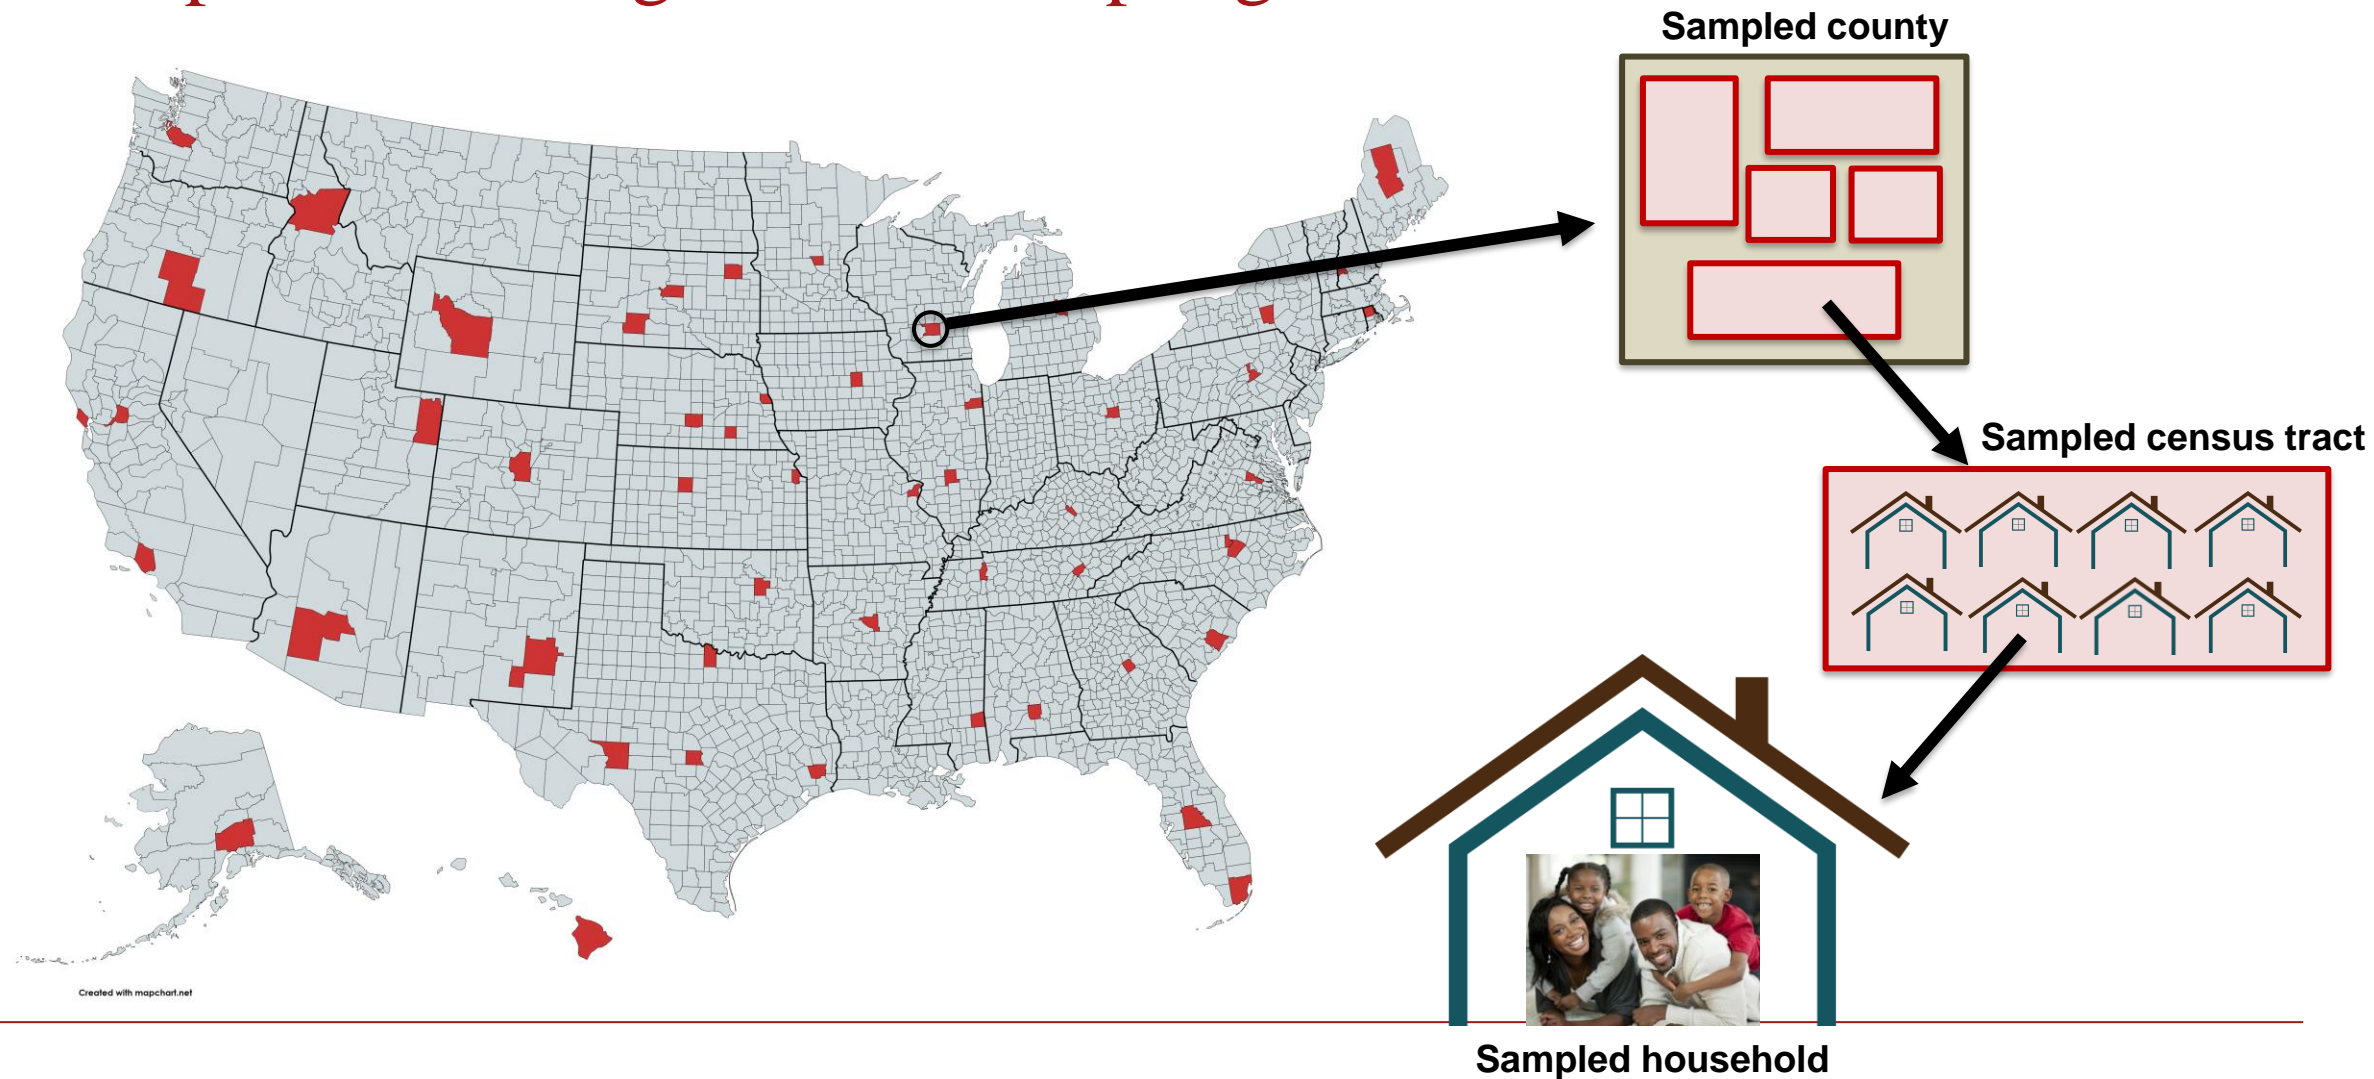 Sampled county
Sampled census tract
Sampled household
Created with mapchart.net